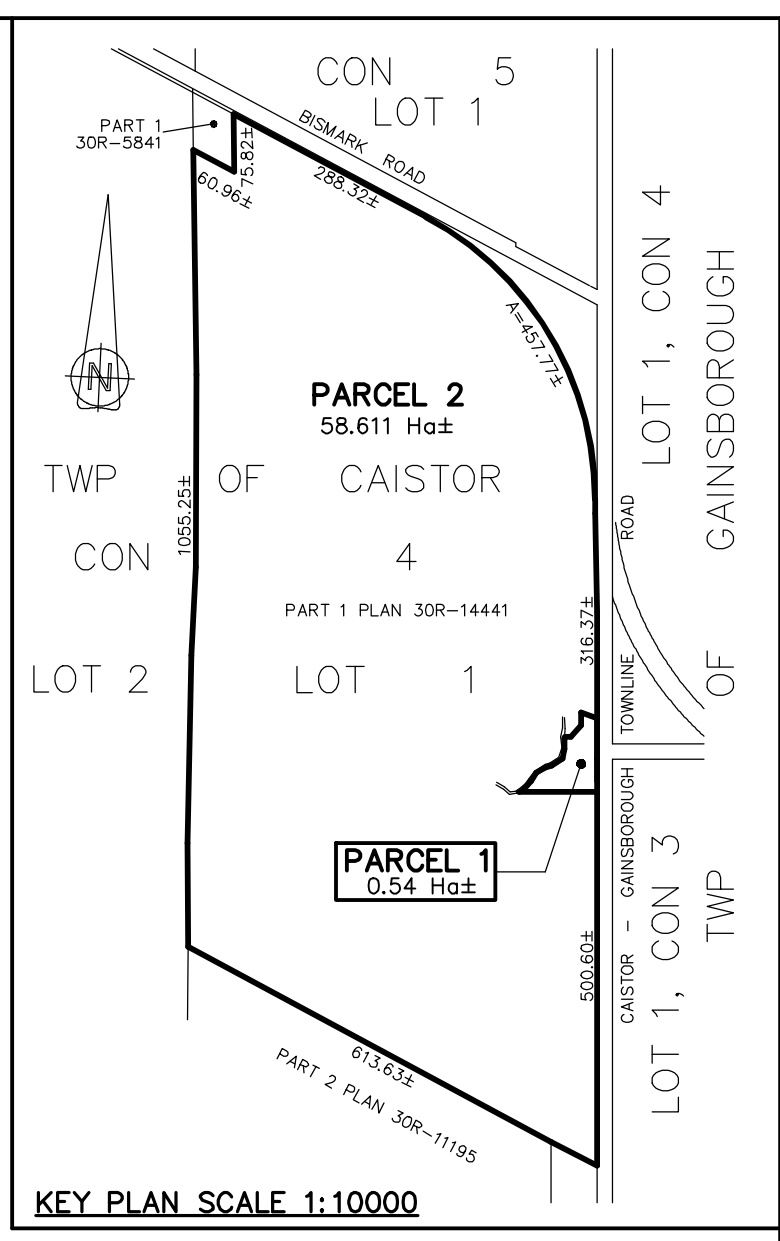 CON 5
LOT 1
PART 1
30R-5841
BISMARK ROAD
75.82±
60.96±
288.32±
A=457.77±
LOT 1, CON 4
GAINSBOROUGH
N
PARCEL 2
58.611 Ha±
TWP OF CAISTOR
1055.25±
CON 4
ROAD
PART 1 PLAN 30R-14441
316.37±
LOT 2
LOT 1
TOWNLINE
OF
PARCEL 1
0.54 Ha±
CAISTOR - GAINSBOROUGH
LOT 1, CON 3
TWP
500.60±
613.63±
PART 2 PLAN 30R-11195
KEY PLAN SCALE 1:10000